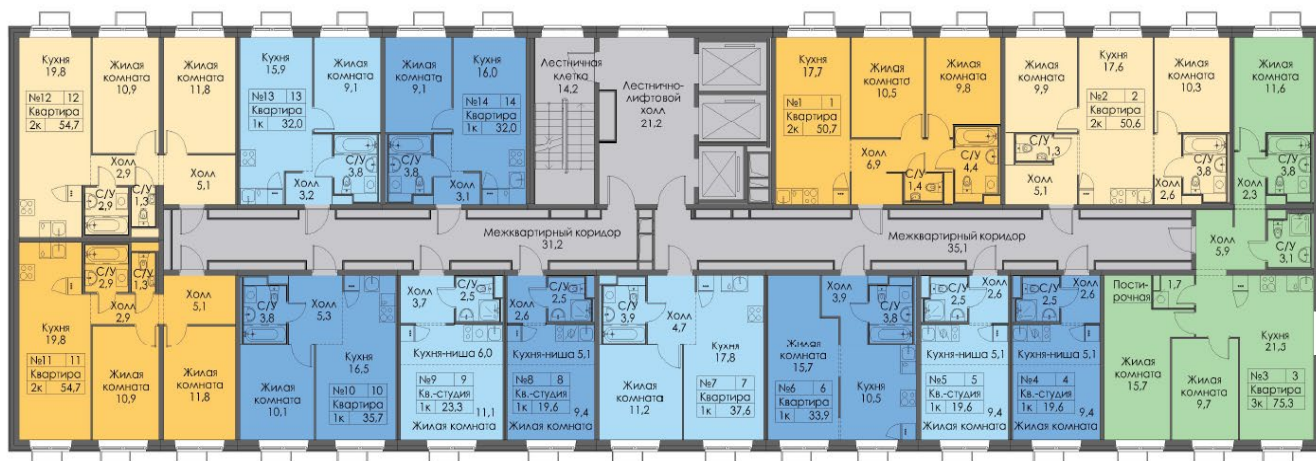 Кухня
19,8
№12 12
Квартира
2к 54,7
Жилая
комната
10,9
Жилая
комната
11,8
Холл
2,9
С/У
2,9
С/У
1,3
Холл
5,1
Кухня
15,9
№13 13
Квартира
1к 32,0
Жилая
комната
9,1
С/У
3,8
Холл
3,2
Жилая
комната
9,1
Кухня
16,0
№14 14
Квартира
1к 32,0
С/У
3,8
Холл
3,1
Лестничная
клетка
14,2
Лестнично-
лифтовой
холл
21,2
Кухня
17,7
№1 1
Квартира
2к 50,7
Жилая
комната
10,5
Жилая
комната
9,8
Холл
6,9
С/У
1,4
С/У
4,4
Жилая
комната
9,9
Кухня
17,6
№2 2
Квартира
2к 50,6
Жилая
комната
10,3
С/У
1,3
Холл
5,1
Холл
2,6
С/У
3,8
Жилая
комната
11,6
С/У
3,8
Холл
2,3
Межквартирный коридор
31,2
Межквартирный коридор
35,1
Холл
5,9
С/У
3,1
Кухня
19,8
№11 11
Квартира
2к 54,7
С/У
2,9
С/У
1,3
Холл
2,9
Холл
5,1
Жилая
комната
10,9
Жилая
комната
11,8
С/У
3,8
Холл
5,3
Жилая
комната
10,1
Кухня
16,5
№10 10
Квартира
1к 35,7
Холл
3,7
С/У
2,5
Кухня-ниша 6,0
№9 9
Кв.-студия
1к 23,3
11,1
Жилая комната
Холл
2,6
С/У
2,5
Кухня-ниша 5,1
№8 8
Кв.-студия
1к 19,6
9,4
Жилая комната
С/У
3,9
Холл
4,7
Жилая
комната
11,2
Кухня
17,8
№7 7
Квартира
1к 37,6
Холл
3,9
С/У
3,8
Жилая
комната
15,7
№6 6
Квартира
1к 33,9
Кухня
10,5
С/У
2,5
Холл
2,6
Кухня-ниша 5,1
№5 5
Кв.-студия
1к 19,6
9,4
Жилая комната
С/У
2,5
Холл
2,6
Кухня-ниша 5,1
№4 4
Кв.-студия
1к 19,6
9,4
Жилая комната
Пости-
рочная
1,7
Жилая
комната
15,7
Жилая
комната
9,7
Кухня
21,5
№3 3
Квартира
3к 75,3